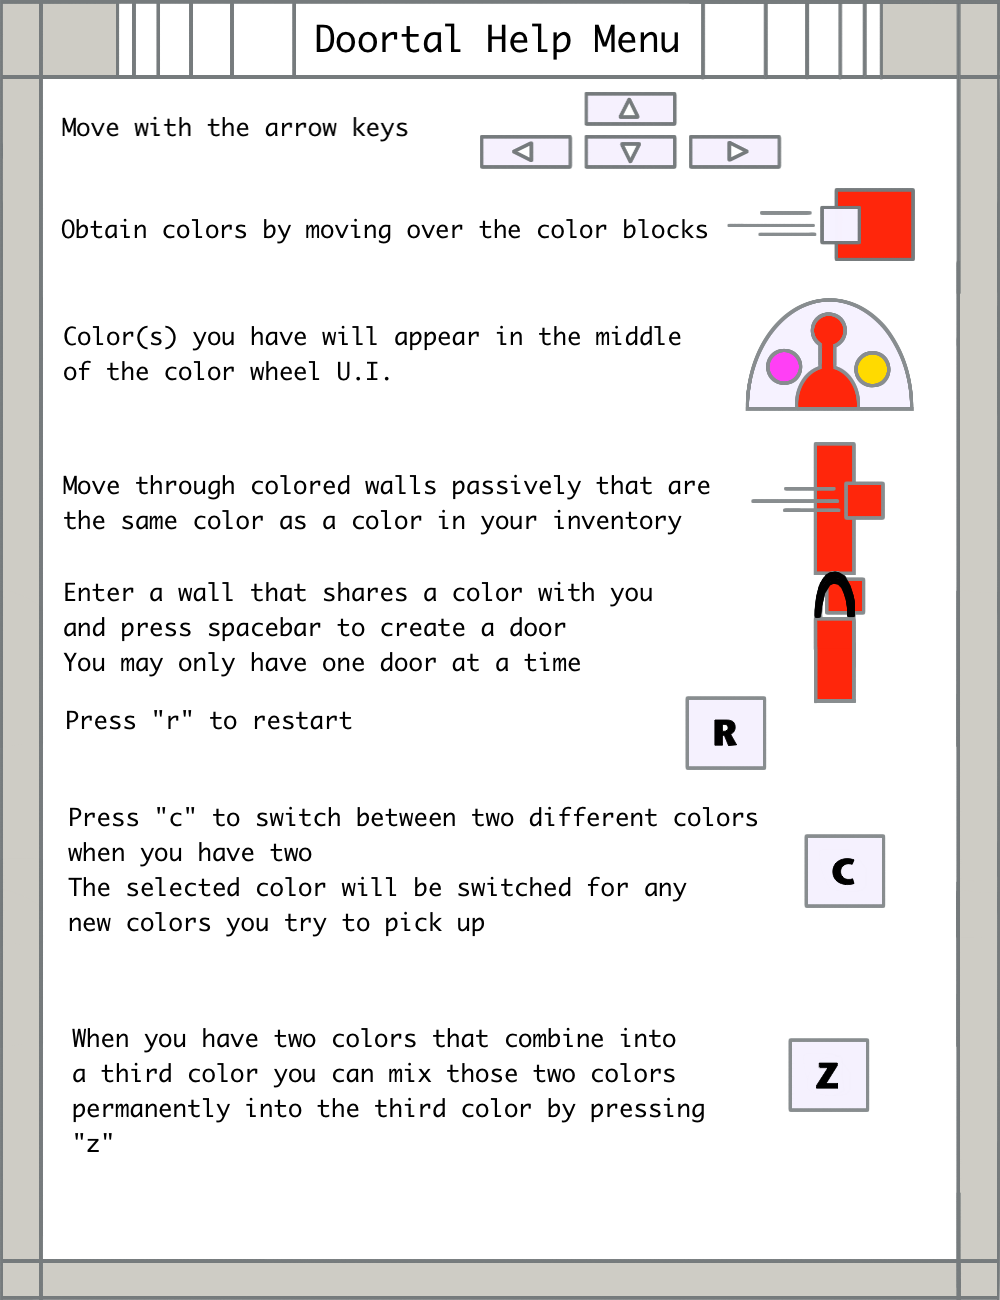 Doortal Help Menu
Move with the arrow keys
Obtain colors by moving over the color blocks
Color(s) you have will appear in the middle
of the color wheel U.I.
Move through colored walls passively that are
the same color as a color in your inventory
Enter a wall that shares a color with you
and press spacebar to create a door
You may only have one door at a time
Press "r" to restart
R
Press "c" to switch between two different colors
when you have two
The selected color will be switched for any
new colors you try to pick up
C
When you have two colors that combine into
a third color you can mix those two colors
permanently into the third color by pressing
"z"
Z